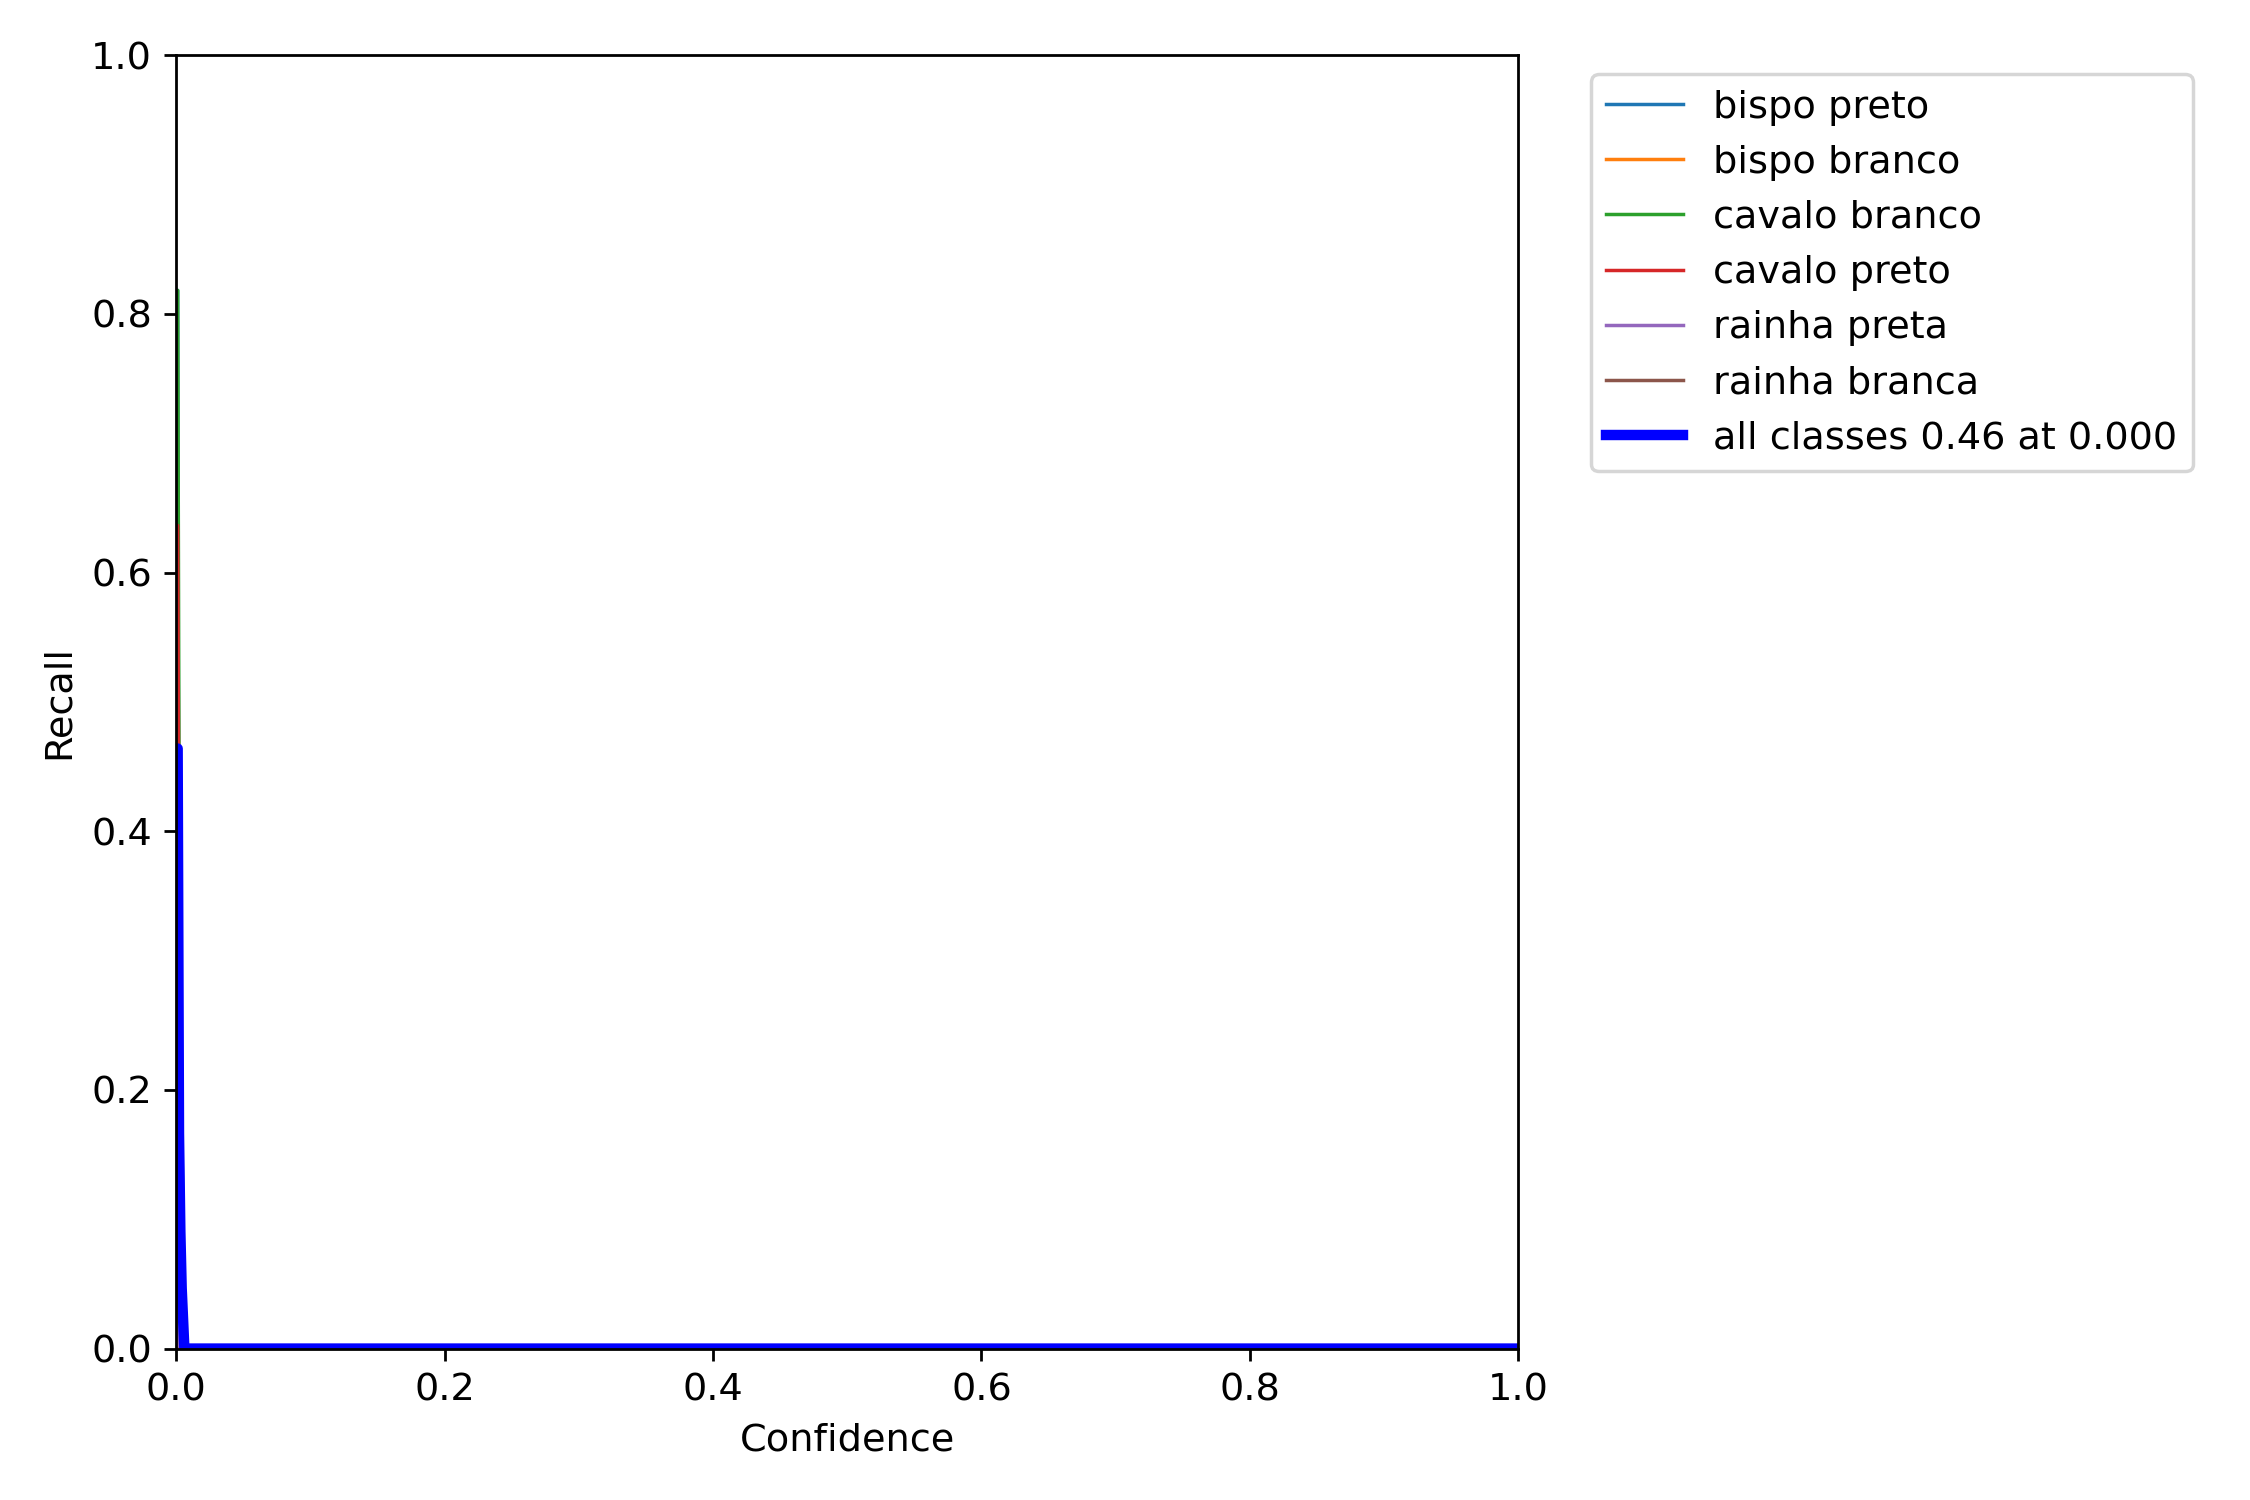 1.0
0.8
0.6
0.4
0.2
0.0
Recall
0.0 0.2 0.4 0.6 0.8 1.0
Confidence
bispo preto
bispo branco
cavalo branco
cavalo preto
rainha preta
rainha branca
all classes 0.46 at 0.000